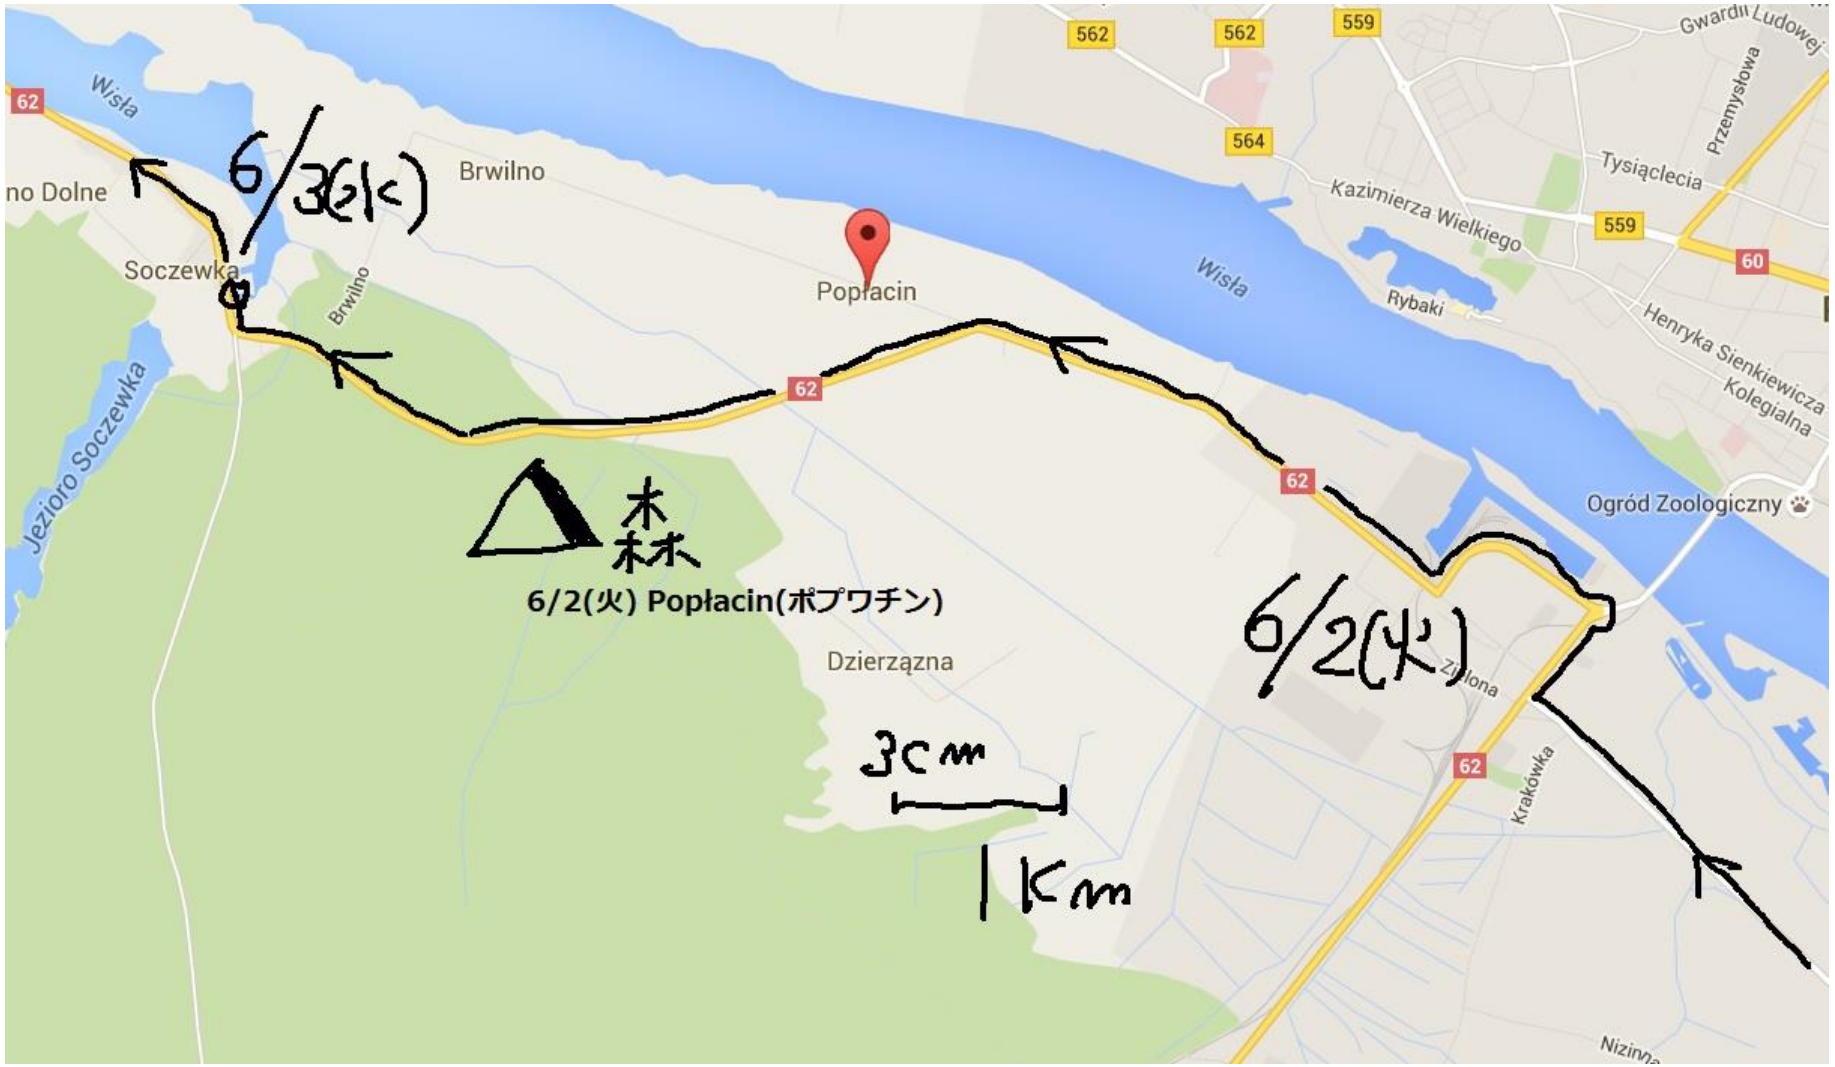 562
562
559
Gwardii Ludowej
62
Wisła
Przemysłowa
564
6/3(水)
Brwilno
Tysiąclecia
no Dolne
Kazimierza Wielkiego
559
60
Soczewka
Brwilno
Popłacin
Wisła
Rybaki
Henryka Sienkiewicza
Kolegialna
62
Jezioro Soczewka
62
Ogród Zoologiczny
森
6/2(火) Popłacin(ポプワチン)
6/2(火)
Zielona
Dzierzązna
3cm
62
Krakówka
1Km
Nizinna